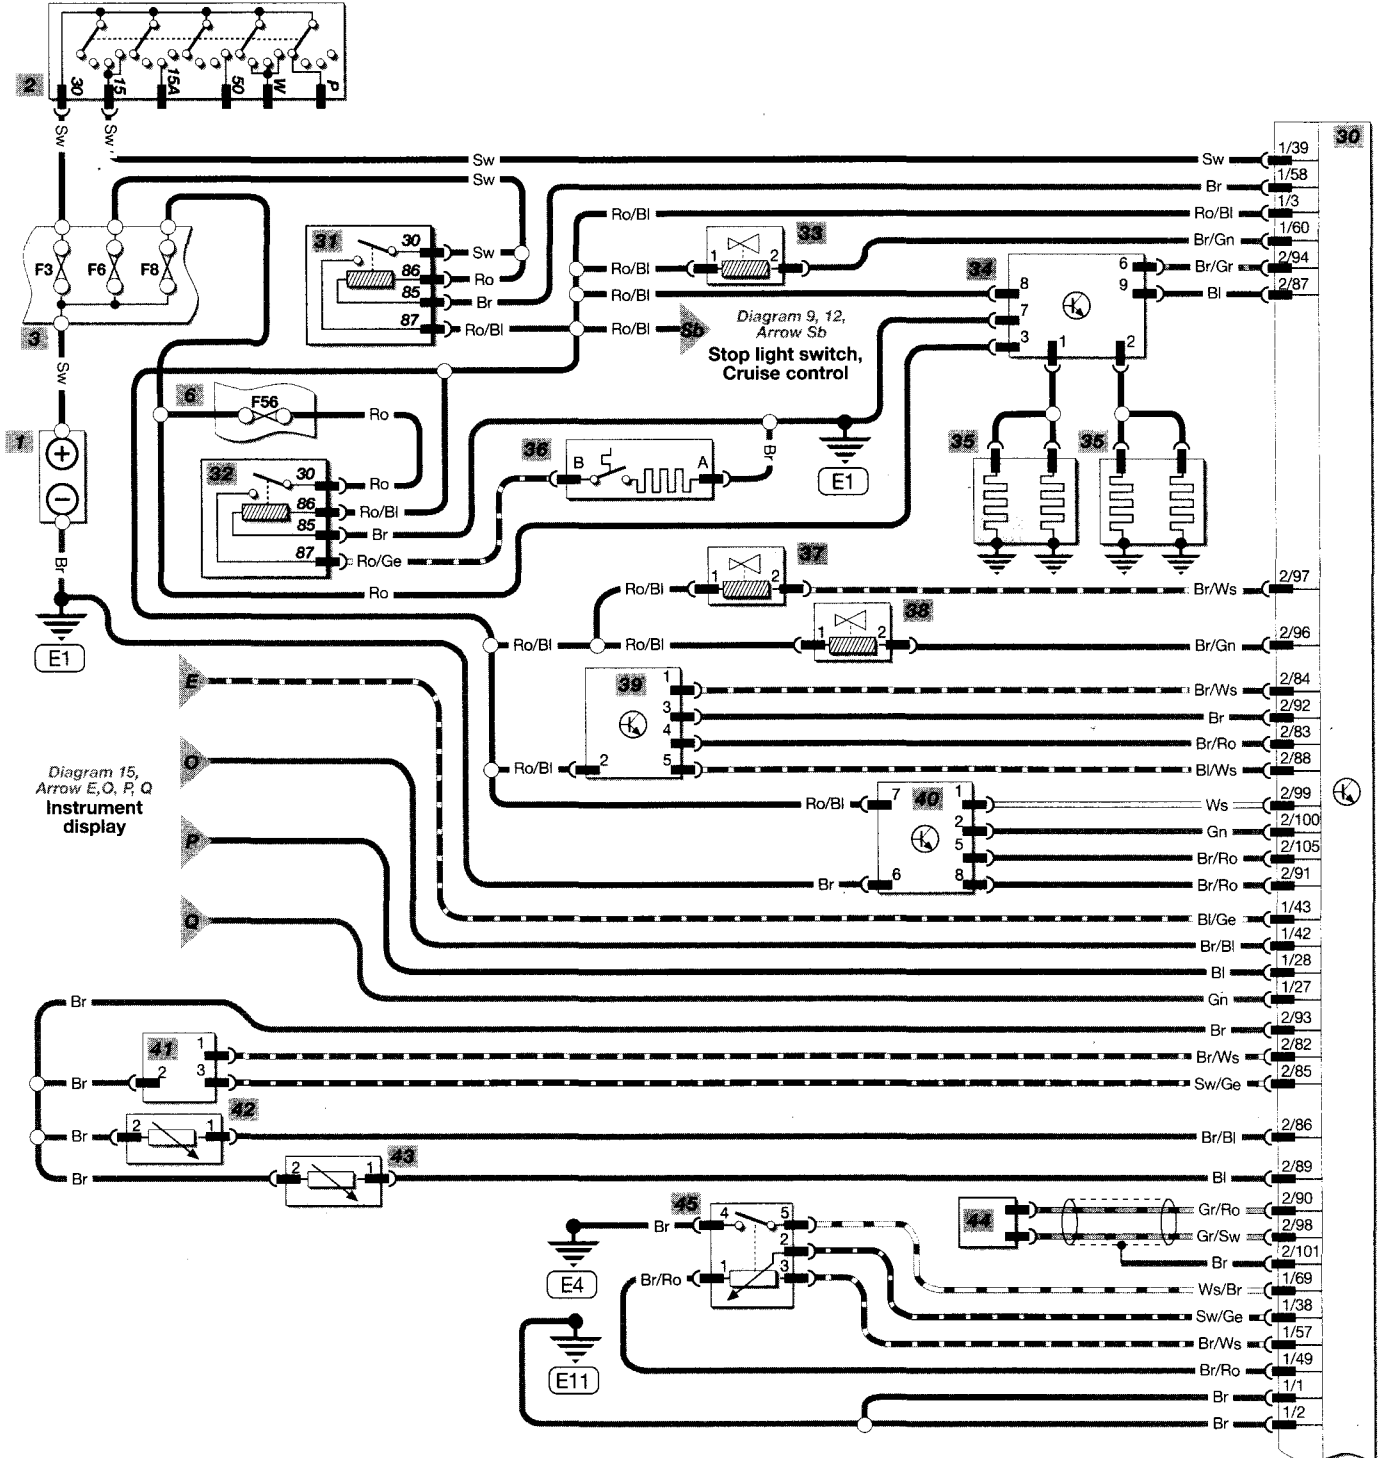 2
30
15
15A
50
W
P
Sw
Sw
30
Sw
Sw
1/39
Sw
Br
1/58
Ro/Bl
Ro/Bl
1/3
31
30
Sw
86
Ro
85
Br
87
Ro/Bl
Ro/Bl
1
2
33
Br/Gn
1/60
34
6
Br/Gr
2/94
F3
F6
F8
Ro/Bl
8
9
Bl
2/87
7
Ro/Bl
Sb
Diagram 9, 12,
Arrow Sb
Stop light switch,
Cruise control
3
1
2
3
Sw
6
F56
Ro
1
36
B
A
Br
E1
35
35
32
30
Ro
86
Ro/Bl
85
Br
87
Ro/Ge
Br
Ro
E1
Ro/Bl
1
2
37
Br/Ws
2/97
38
Ro/Bl
Ro/Bl
1
2
Br/Gn
2/96
E
39
1
Br/Ws
2/84
3
Br
2/92
4
Br/Ro
2/83
O
Ro/Bl
2
5
Bl/Ws
2/88
Diagram 15,
Arrow E,O, P, Q
Instrument
display
Ro/Bl
7
40
1
Ws
2/99
2
Gn
2/100
P
5
Br/Ro
2/105
Br
6
8
Br/Ro
2/91
Q
Bl/Ge
1/43
Br/Bl
1/42
Bl
1/28
Gn
1/27
Br
Br
2/93
41
1
Br/Ws
2/82
Br
2
3
Sw/Ge
2/85
42
Br
2
1
Br/Bl
2/86
43
Br
2
1
Bl
2/89
45
44
Gr/Ro
2/90
Br
4
5
Gr/Sw
2/98
2
Br
2/101
E4
Br/Ro
1
3
Ws/Br
1/69
Sw/Ge
1/38
Br/Ws
1/57
E11
Br/Ro
1/49
Br
1/1
Br
1/2